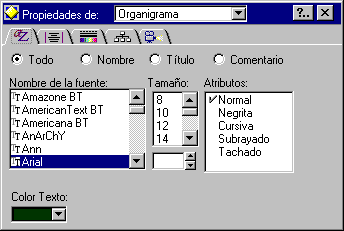 Propiedades de: Organigrama ?..
Todo Nombre Título Comentario
Nombre de la fuente: Tamaño: Atributos:
Amazone BT 8 Normal
AmericanText BT 10 Negrita
Americana BT 12 Cursiva
AnArChY 14 Subrayado
Ann Tachado
Arial
Color Texto: